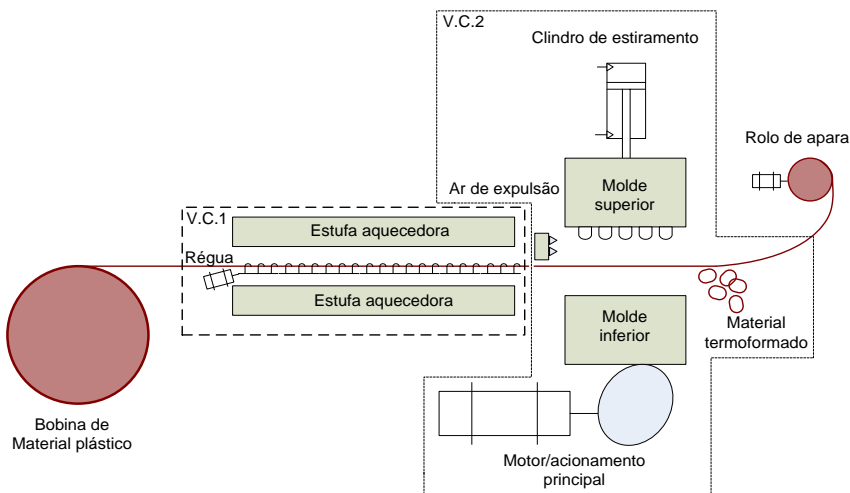 V.C.2
Clindro de estiramento
Rolo de apara
Ar de expulsão
Molde
superior
V.C.1
Estufa aquecedora
Régua
Estufa aquecedora
Molde
inferior
Material
termoformado
Bobina de
Material plástico
Motor/acionamento
principal